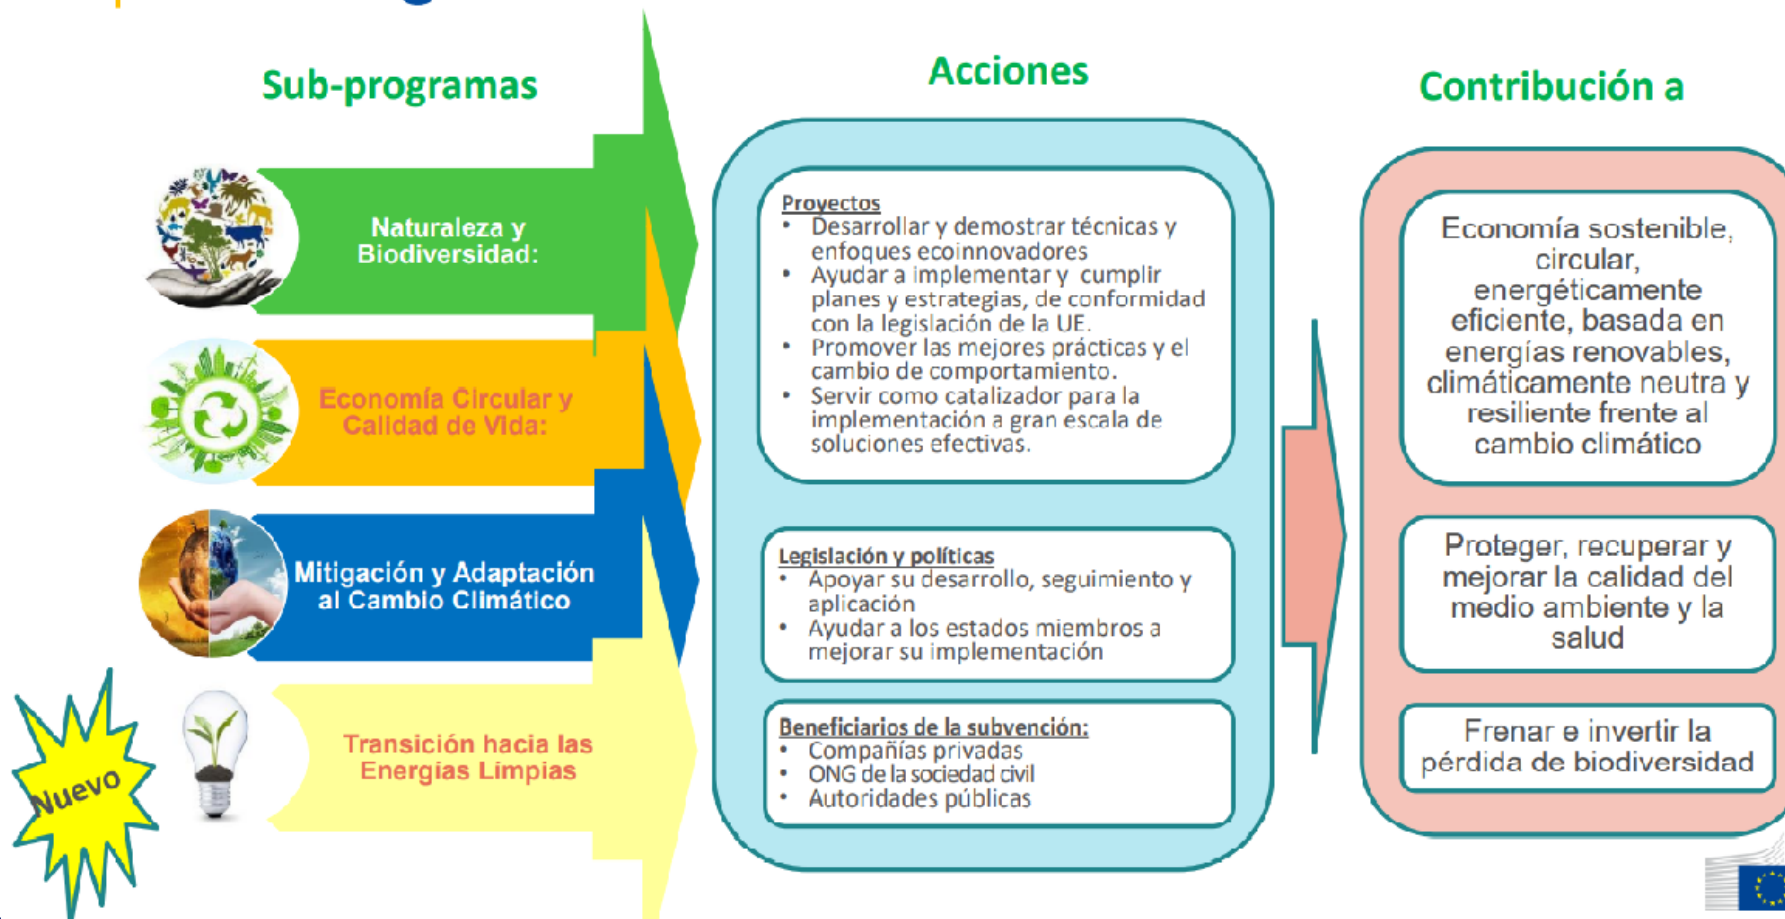 Sub-programas
Naturaleza y
Biodiversidad:
Economía Circular y
Calidad de Vida:
Mitigación y Adaptación
al Cambio Climático
Nuevo
Transición hacia las
Energías Limpias
Acciones
Proyectos
• Desarrollar y demostrar técnicas y
enfoques ecoinnovadores
• Ayudar a implementar y cumplir
planes y estrategias, de conformidad
con la legislación de la UE.
• Promover las mejores prácticas y el
cambio de comportamiento.
• Servir como catalizador para la
implementación a gran escala de
soluciones efectivas.
Legislación y políticas
• Apoyar su desarrollo, seguimiento y
aplicación
• Ayudar a los estados miembros a
mejorar su implementación
Beneficiarios de la subvención:
• Compañías privadas
• ONG de la sociedad civil
• Autoridades públicas
Contribución a
Economía sostenible,
circular,
energéticamente
eficiente, basada en
energías renovables,
climáticamente neutra y
resiliente frente al
cambio climático
Proteger, recuperar y
mejorar la calidad del
medio ambiente y la
salud
Frenar e invertir la
pérdida de biodiversidad